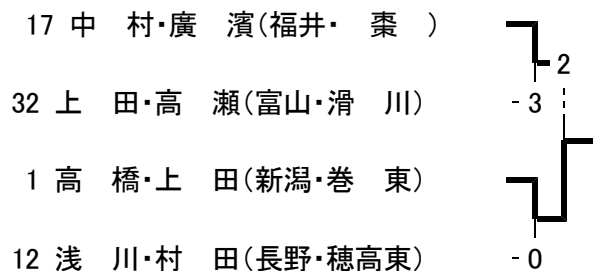 17 中　村・廣　濱(福井・　棗　)
2
32 上　田・高　瀬(富山・滑　川) - 3
1 高　橋・上　田(新潟・巻　東)
12 浅　川・村　田(長野・穂高東) - 0